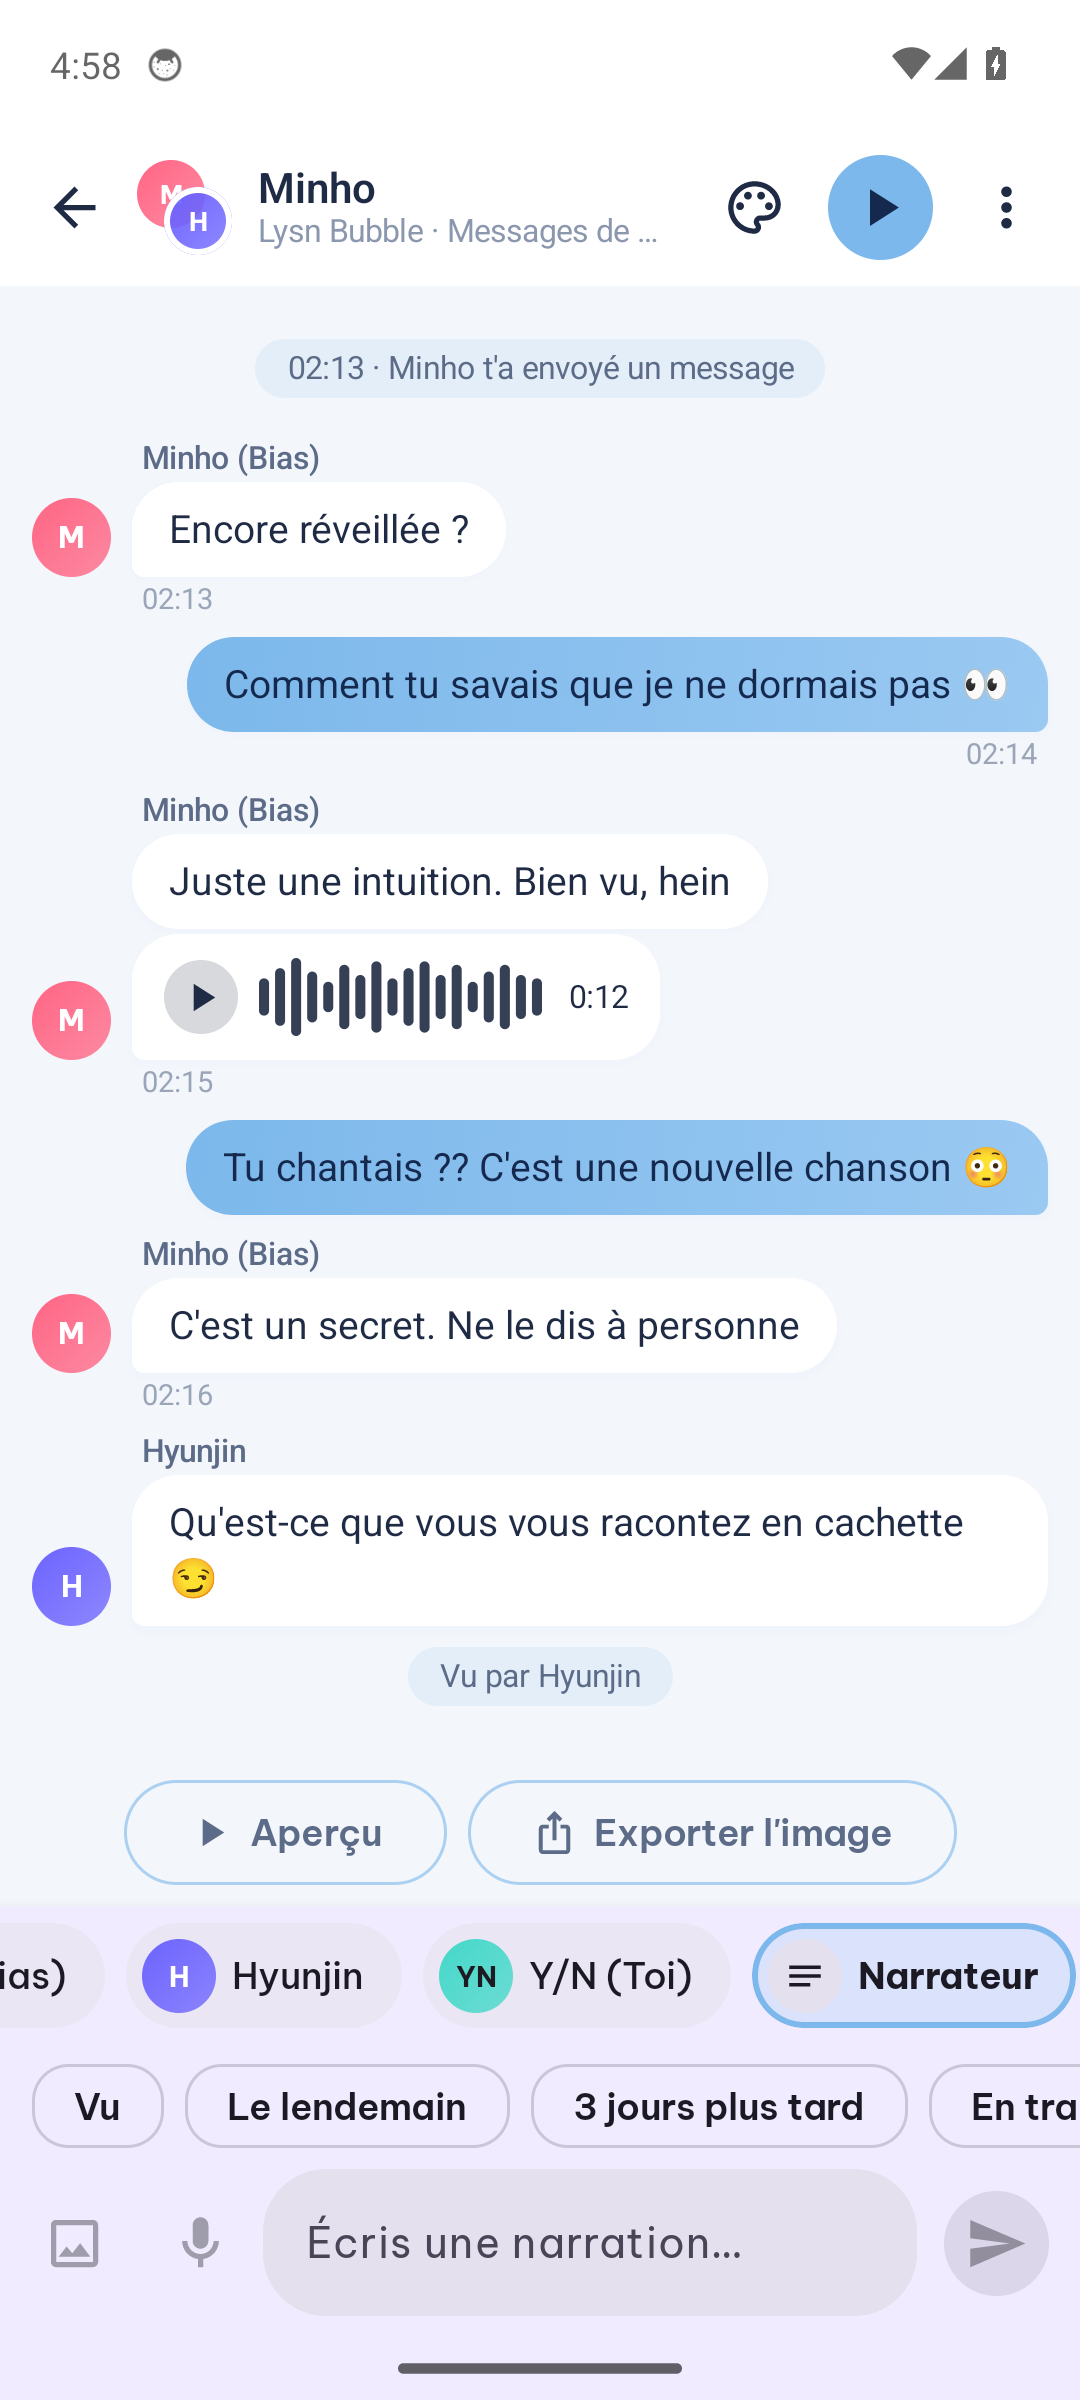 4:58
M
H
Minho
Lysn Bubble · Messages de ...
02:13 · Minho t'a envoyé un message
Minho (Bias)
M
Encore réveillée ?
02:13
Comment tu savais que je ne dormais pas 👀
02:14
Minho (Bias)
Juste une intuition. Bien vu, hein
M
0:12
02:15
Tu chantais ?? C'est une nouvelle chanson 😳
Minho (Bias)
M
C'est un secret. Ne le dis à personne
02:16
Hyunjin
Qu'est-ce que vous vous racontez en cachette
😏
H
Vu par Hyunjin
Aperçu
Exporter l'image
ias)
H
Hyunjin
YN
Y/N (Toi)
Narrateur
Vu
Le lendemain
3 jours plus tard
En tra
Écris une narration...